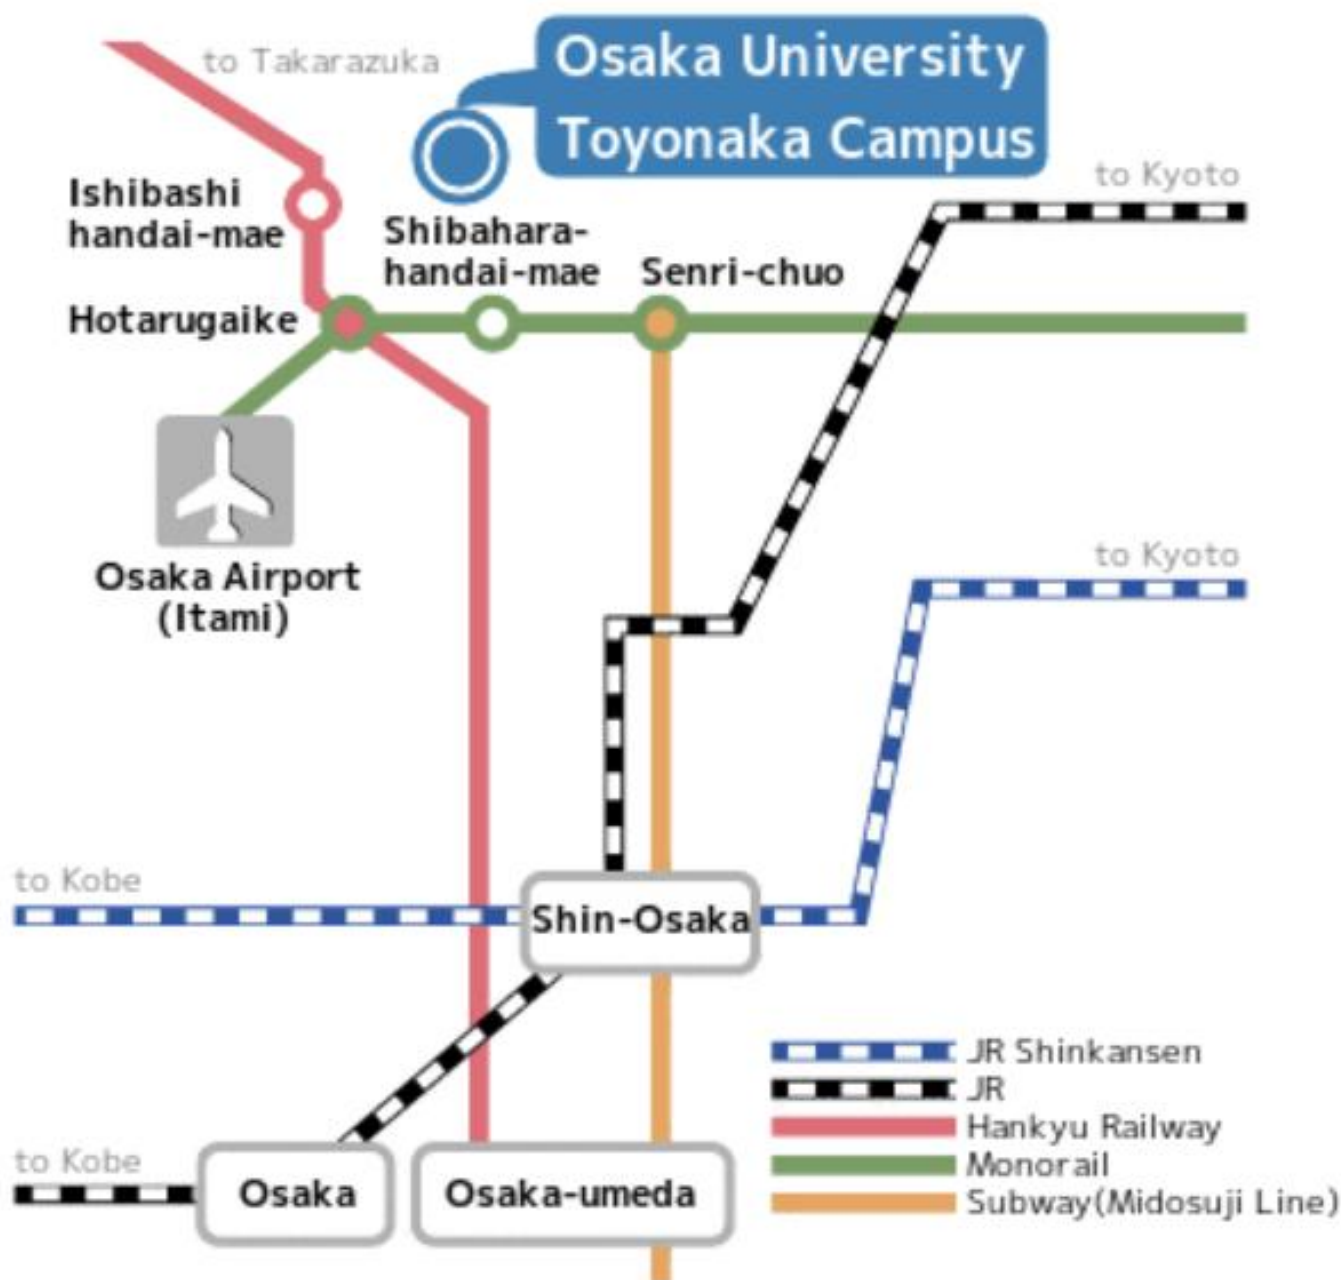 to Takarazuka
Osaka University
Toyonaka Campus
to Kyoto
Ishibashi
handai-mae
Shibahara-
handai-mae
Senri-chuo
Hotarugaike
Osaka Airport
(Itami)
to Kyoto
to Kobe
Shin-Osaka
JR Shinkansen
JR
Hankyu Railway
Monorail
Subway(Midosuji Line)
to Kobe
Osaka
Osaka-umeda